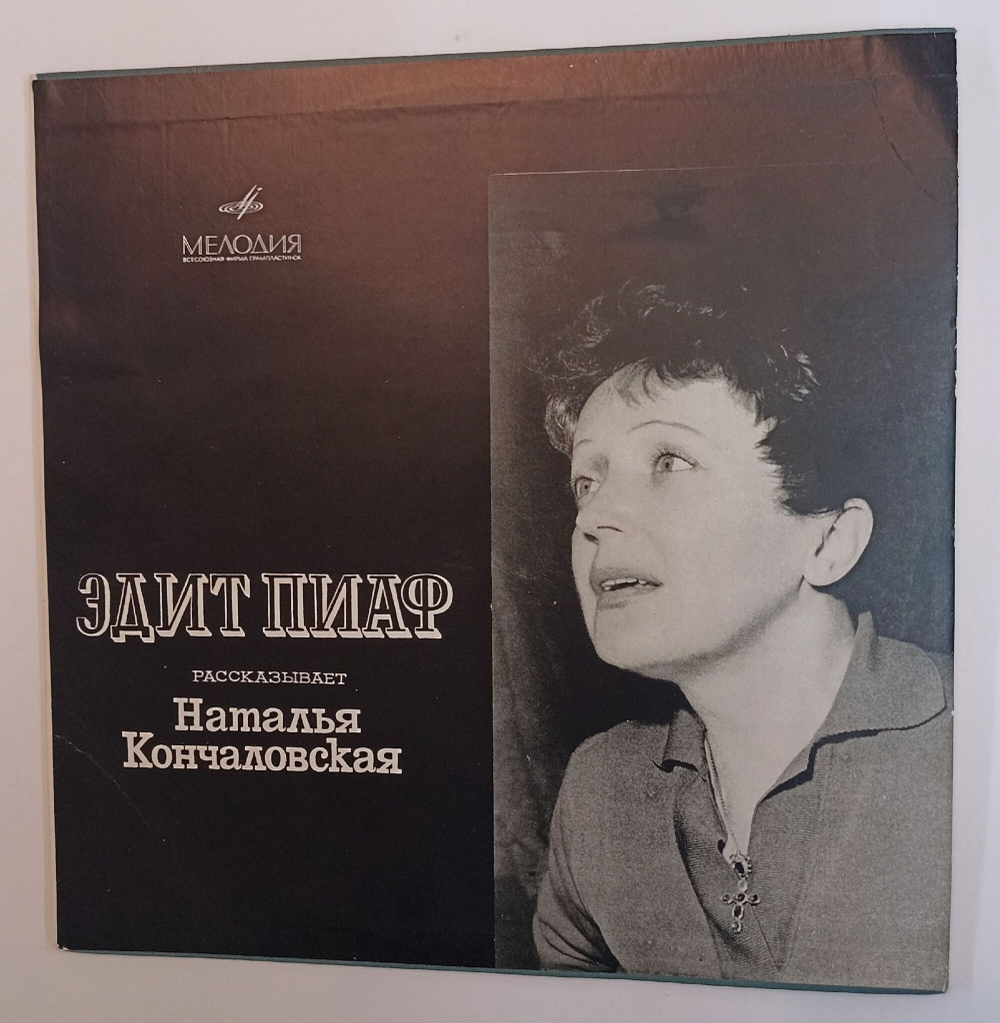 МЕЛОДИЯ
ВСЕСОЮЗНАЯ ФИРМА ГРАМПЛАСТИНОК
ЭДИТ ПИАФ
РАССКАЗЫВАЕТ
Наталья
Кончаловская